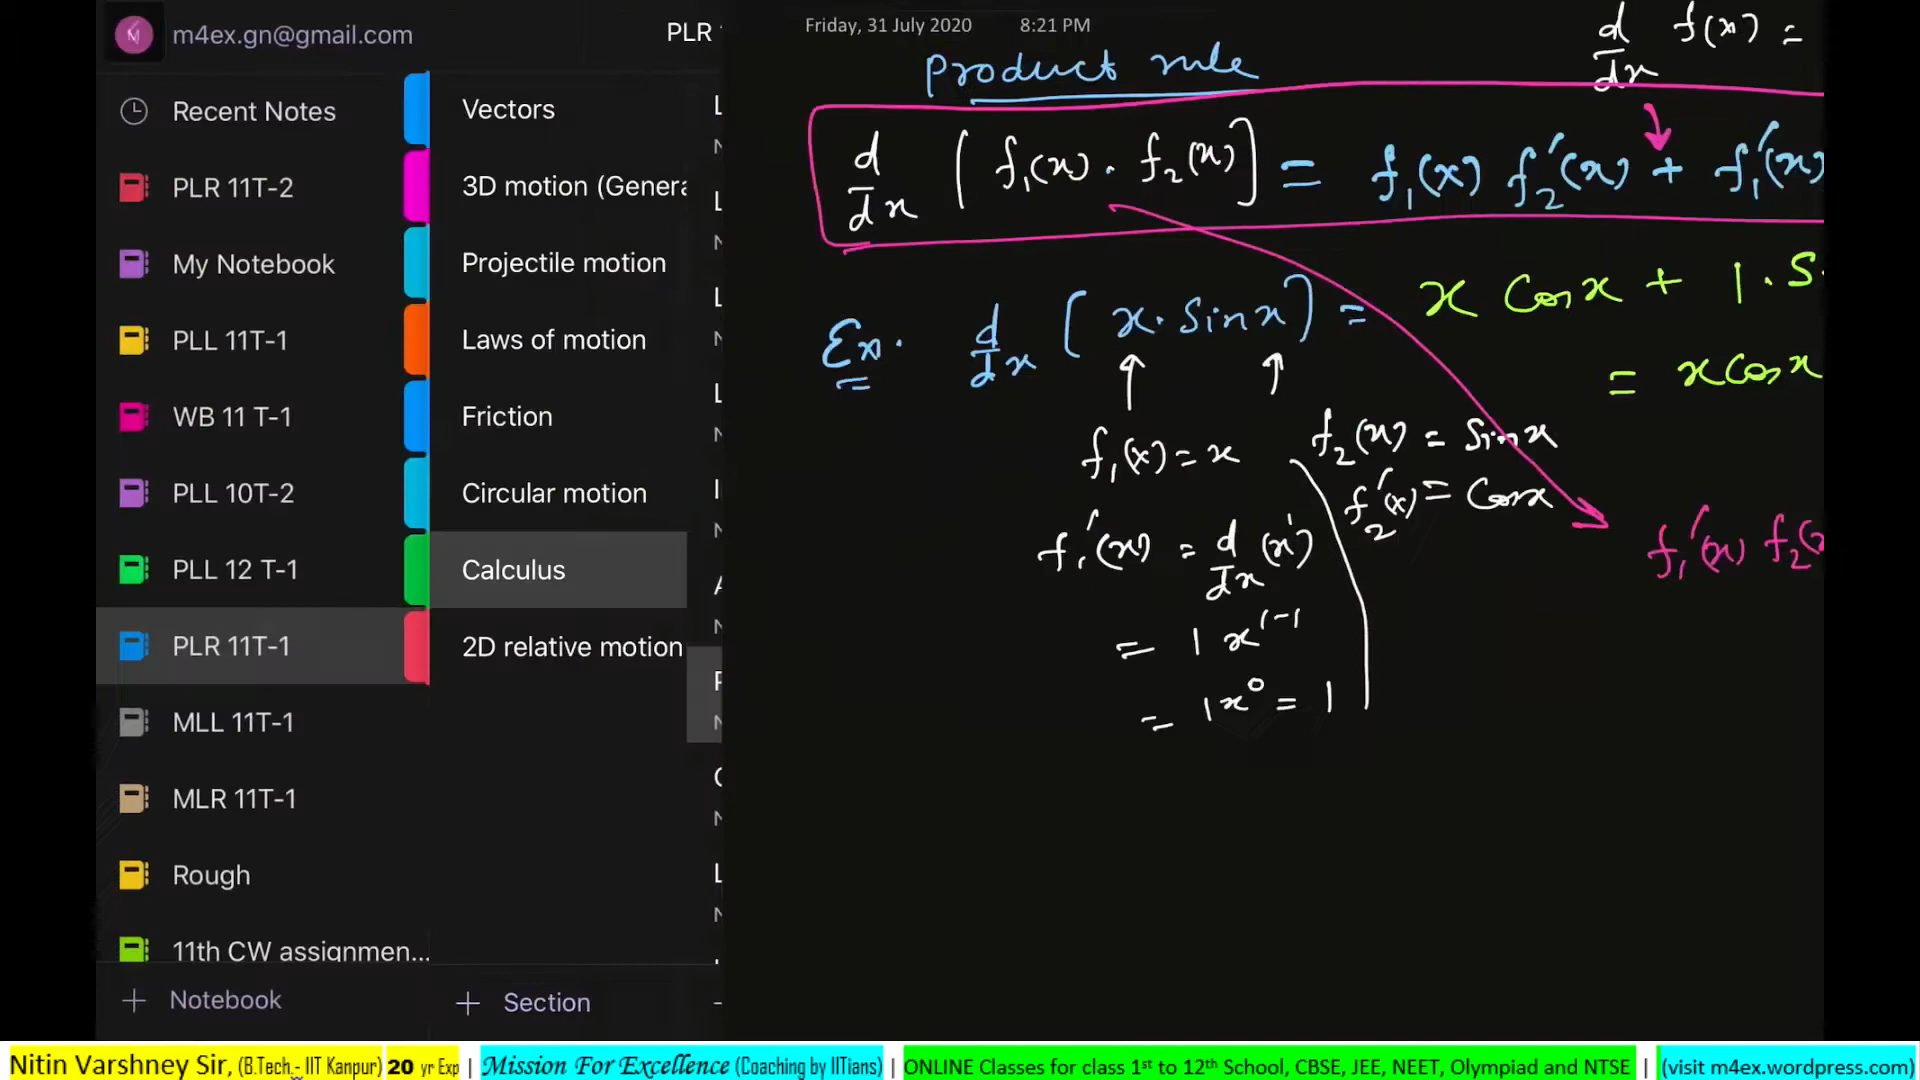 m4ex.gn@gmail.com
Recent Notes
PLR 11T-2
My Notebook
PLL 11T-1
WB 11 T-1
PLL 10T-2
PLL 12 T-1
PLR 11T-1
MLL 11T-1
MLR 11T-1
Rough
11th CW assignmen...
+ Notebook
PLR
Vectors
3D motion (Genera
Projectile motion
Laws of motion
Friction
Circular motion
Calculus
2D relative motion
+ Section
Friday, 31 July 2020 8:21 PM
d/dx f(x) =
Product rule
d/dx [f₁(x) · f₂(x)] = f₁(x) f₂'(x) + f₁'(x)
Ex. d/dx [x · sinx] = x Cosx + 1 · S
= x Cosx
f₁(x) = x
f₂(x) = Sinx
f₂'(x) = Cosx
f₁'(x) = d/dx (x¹)
f₁'(x) f₂(x
= 1 x¹⁻¹
= 1x⁰ = 1
Nitin Varshney Sir, (B.Tech.- IIT Kanpur) 20 yr Exp | Mission For Excellence (Coaching by IITians) | ONLINE Classes for class 1st to 12th School, CBSE, JEE, NEET, Olympiad and NTSE | (visit m4ex.wordpress.com)